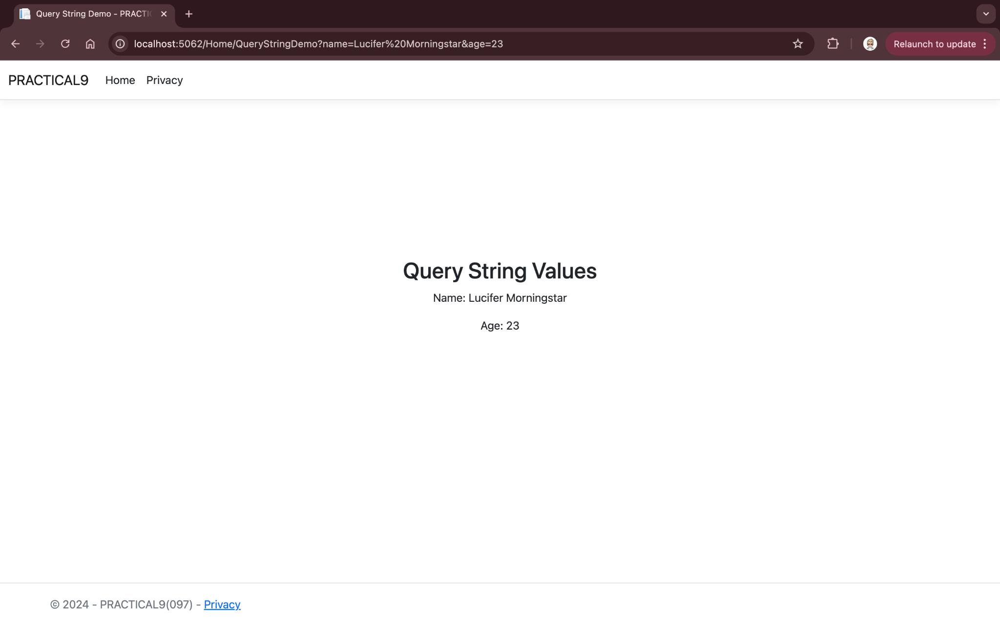 Query String Demo - PRACTI
localhost:5062/Home/QueryStringDemo?name=Lucifer%20Morningstar&age=23
Relaunch to update
PRACTICAL9 Home Privacy
Query String Values
Name: Lucifer Morningstar
Age: 23
© 2024 - PRACTICAL9(097) - Privacy